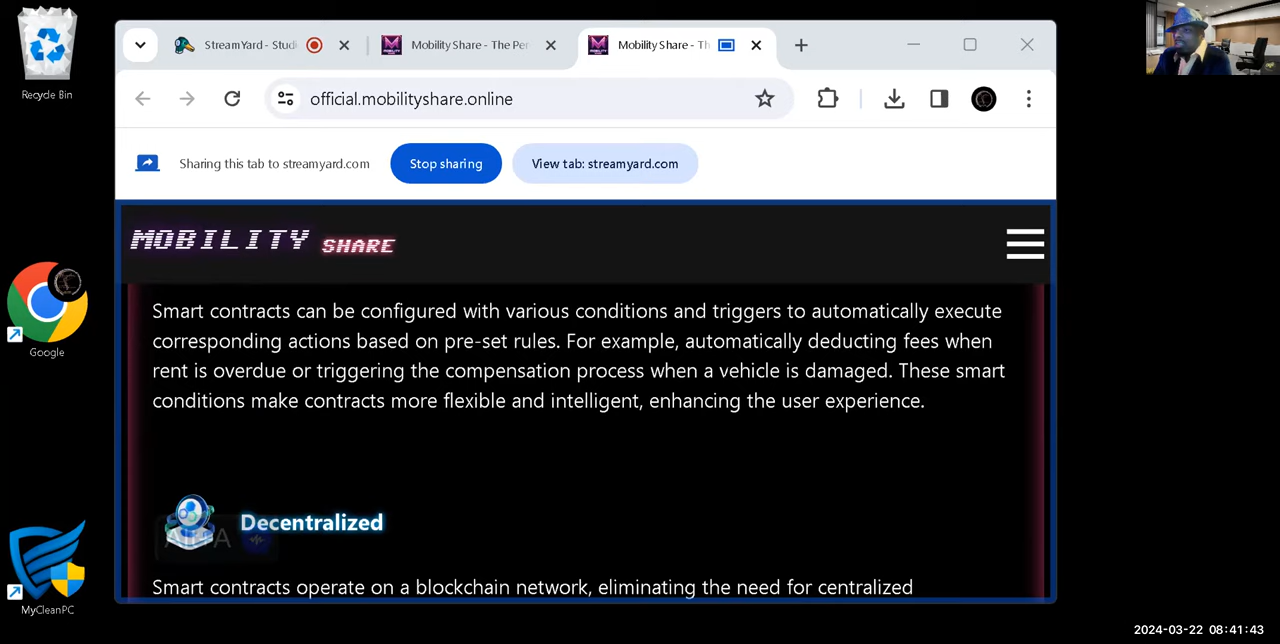 Recycle Bin
Google
MyCleanPC
StreamYard - Studi
Mobility Share - The Per
Mobility Share - Th
official.mobilityshare.online
Sharing this tab to streamyard.com
Stop sharing
View tab: streamyard.com
MOBILITY SHARE
Smart contracts can be configured with various conditions and triggers to automatically execute
corresponding actions based on pre-set rules. For example, automatically deducting fees when
rent is overdue or triggering the compensation process when a vehicle is damaged. These smart
conditions make contracts more flexible and intelligent, enhancing the user experience.
Decentralized
Smart contracts operate on a blockchain network, eliminating the need for centralized
2024-03-22 08:41:43